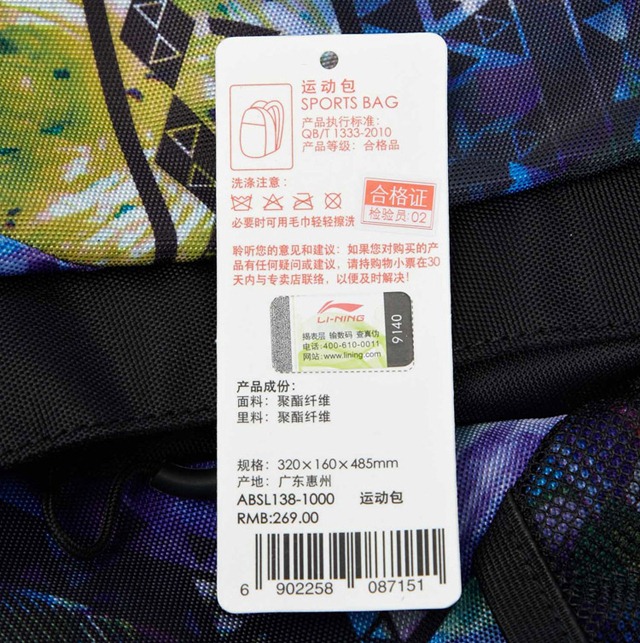 运动包
SPORTS BAG
产品执行标准：
QB/T 1333-2010
产品等级：合格品
洗涤注意：
必要时可用毛巾轻轻擦洗
合格证
检验员：02
聆听您的意见和建议：如果您对购买的产
品有任何疑问或建议，请持购物小票在30
天内与专卖店联络，以便及时解决！
LI-NING
揭表层 输数码 查真伪
电话：400-610-0011
网站：www.lining.com
9140
产品成份：
面料：聚酯纤维
里料：聚酯纤维
规格：320×160×485mm
产地：广东惠州
ABSL138-1000 运动包
RMB:269.00
6 902258 087151